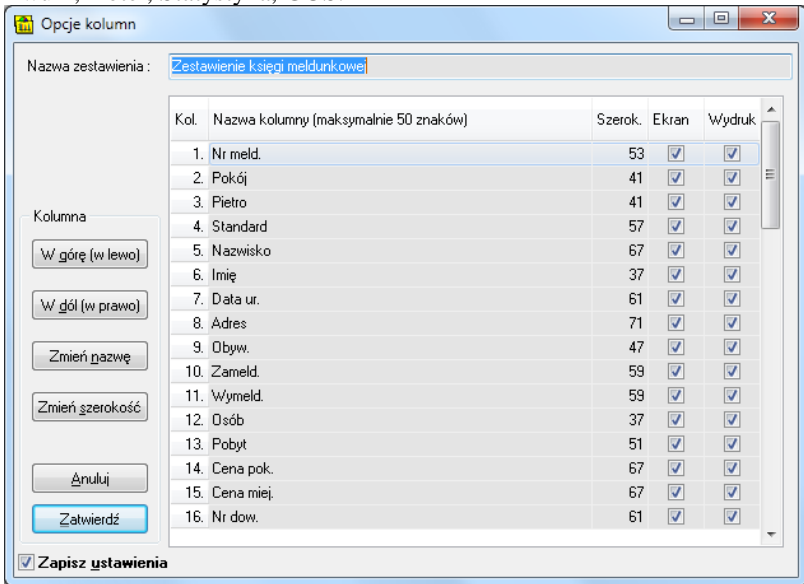 Opcje kolumn
Nazwa zestawienia : Zestawienie księgi meldunkowej
Kol. Nazwa kolumny (maksymalnie 50 znaków) Szerok. Ekran Wydruk
1. Nr meld. 53
2. Pokój 41
3. Pietro 41
4. Standard 57
5. Nazwisko 67
6. Imię 37
7. Data ur. 61
8. Adres 71
9. Obyw. 47
10. Zameld. 59
11. Wymeld. 59
12. Osób 37
13. Pobyt 51
14. Cena pok. 67
15. Cena miej. 67
16. Nr dow. 61
Kolumna
W górę (w lewo)
W dól (w prawo)
Zmień nazwę
Zmień szerokość
Anuluj
Zatwierdź
Zapisz ustawienia